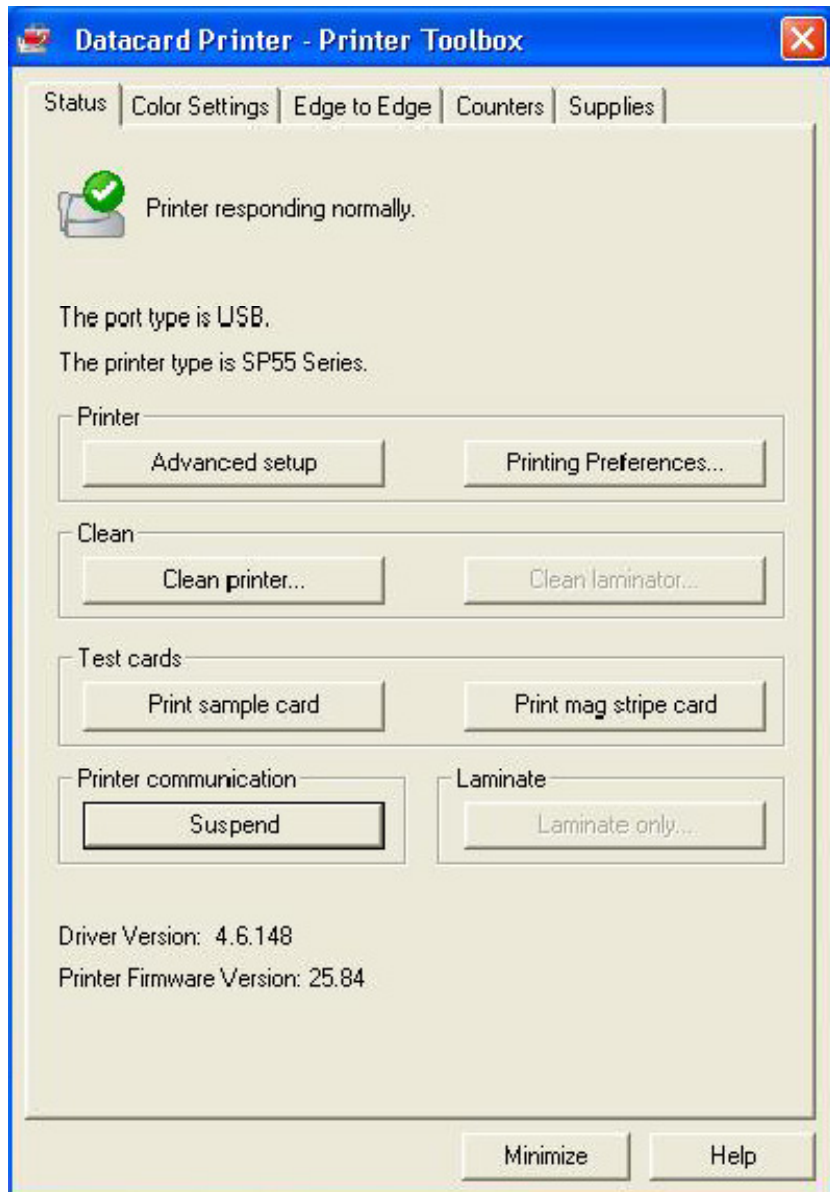 Datacard Printer - Printer Toolbox
Status Color Settings Edge to Edge Counters Supplies
Printer responding normally.
The port type is USB.
The printer type is SP55 Series.
Printer
Advanced setup Printing Preferences...
Clean
Clean printer... Clean laminator...
Test cards
Print sample card Print mag stripe card
Printer communication Laminate
Suspend Laminate only...
Driver Version: 4.6.148
Printer Firmware Version: 25.84
Minimize Help